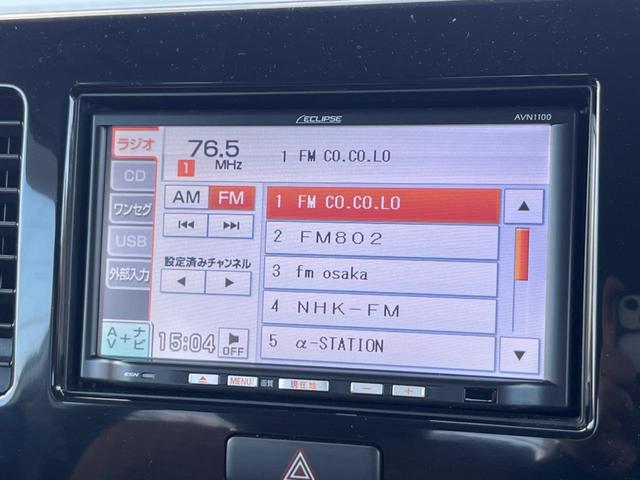 ECLIPSE
AVN1100
ラジオ
76.5
MHz
1
1 FM CO.CO.LO
CD
AM
FM
1 FM CO.CO.LO
ワンセグ
2 FM802
USB
設定済みチャンネル
3 fm osaka
外部入力
4 NHK-FM
AV+ナビ
15:04
OFF
5 α-STATION
ESN
MENU
画質
現在地